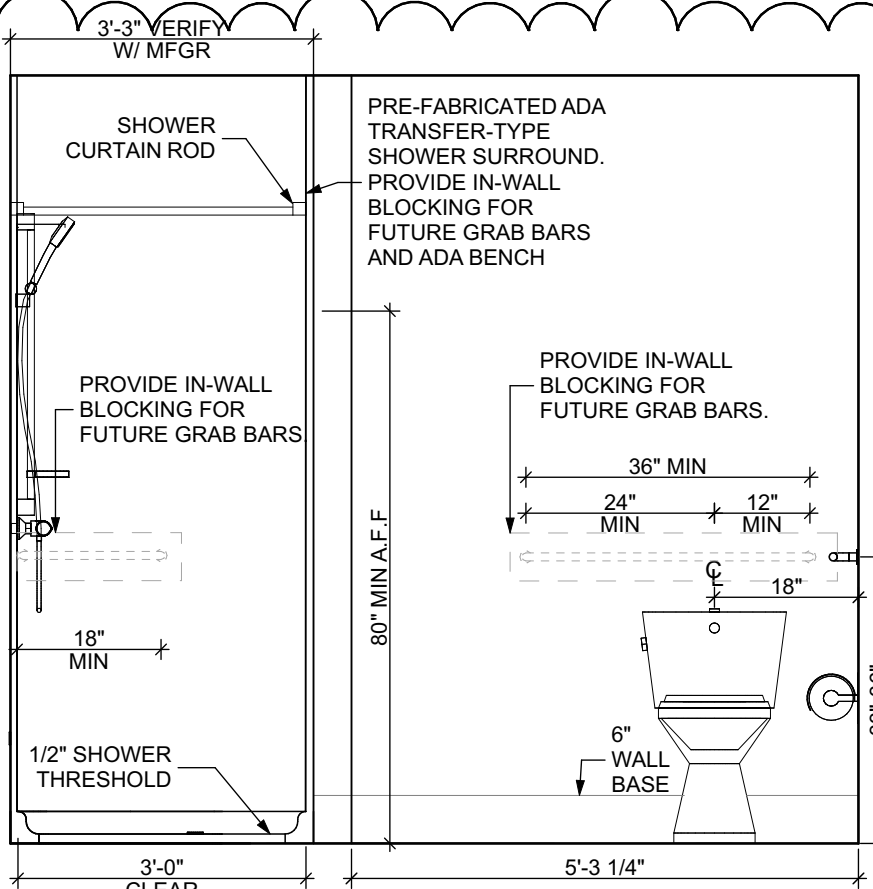 3'-3" VERIFY
W/ MFGR
SHOWER
CURTAIN ROD
PRE-FABRICATED ADA
TRANSFER-TYPE
SHOWER SURROUND.
PROVIDE IN-WALL
BLOCKING FOR
FUTURE GRAB BARS
AND ADA BENCH
PROVIDE IN-WALL
BLOCKING FOR
FUTURE GRAB BARS.
PROVIDE IN-WALL
BLOCKING FOR
FUTURE GRAB BARS
36" MIN
24"
MIN
12"
MIN
18"
80" MIN A.F.F
18"
MIN
1/2" SHOWER
THRESHOLD
6"
WALL
BASE
3'-0"
CLEAR
5'-3 1/4"